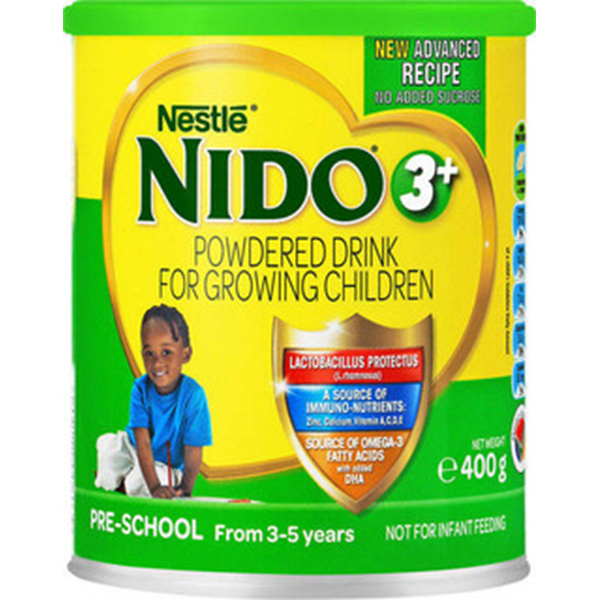 NEW ADVANCED
RECIPE
NO ADDED SUCROSE
Nestlé®
NIDO® 3+
POWDERED DRINK
FOR GROWING CHILDREN
LACTOBACILLUS PROTECTUS
(L. rhamnosus)
A SOURCE OF
IMMUNO-NUTRIENTS:
Zinc, Calcium, Vitamin A, C, D, E
SOURCE OF OMEGA-3
FATTY ACIDS
with added
DHA
NET WEIGHT
e400g
PRE-SCHOOL From 3-5 years
NOT FOR INFANT FEEDING